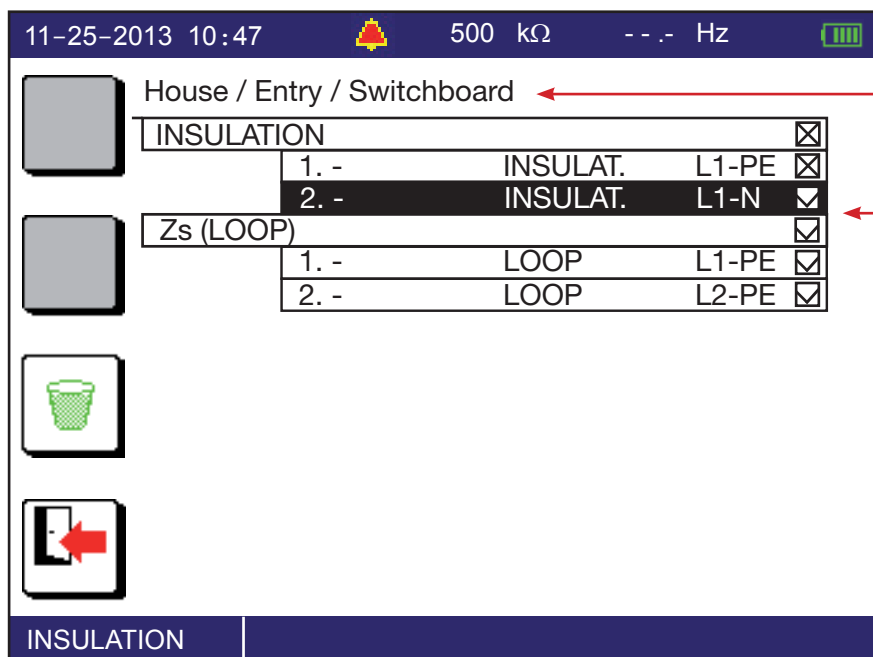 11-25-2013 10:47 500 kΩ - - .- Hz
House / Entry / Switchboard
INSULATION
1. - INSULAT. L1-PE
2. - INSULAT. L1-N
Zs (LOOP)
1. - LOOP L1-PE
2. - LOOP L2-PE
INSULATION